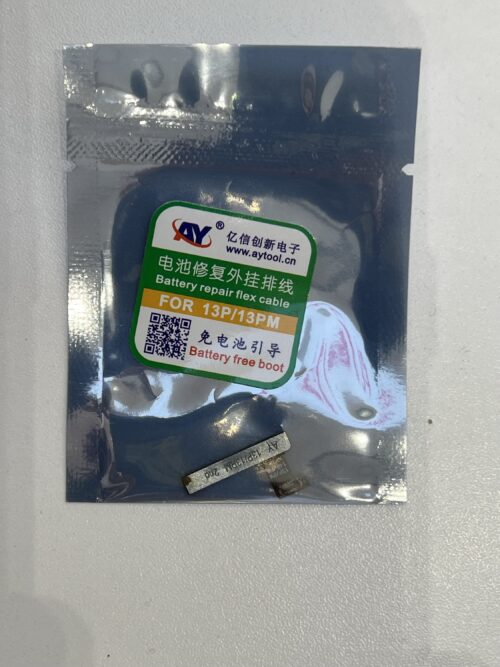 AY® 亿信创新电子
www.aytool.cn
电池修复外挂排线
Battery repair flex cable
FOR 13P/13PM
免电池引导
Battery free boot
AY 13P/13PM 2nd